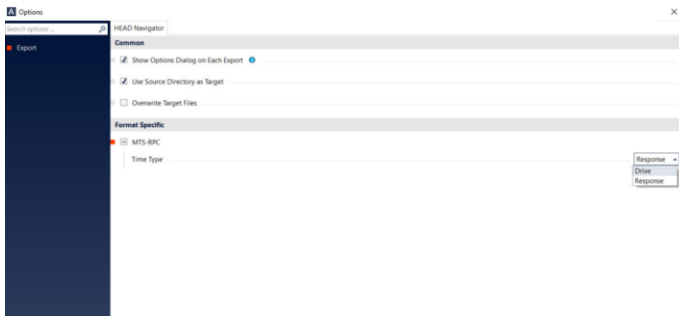 A Options
Search options ...
HEAD Navigator
Export
Common
Show Options Dialog on Each Export
Use Source Directory as Target
Overwrite Target Files
Format Specific
MTS-RPC
Time Type Response
Drive
Response